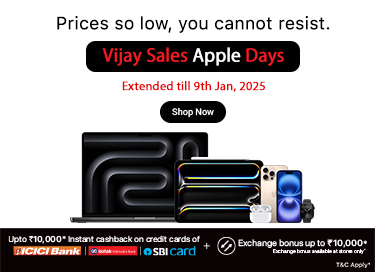 Prices so low, you cannot resist.
Vijay Sales Apple Days
Extended till 9th Jan, 2025
Shop Now
Upto ₹10,000* Instant cashback on credit cards of
ICICI Bank kotak Mahindra Bank SBI card + Exchange bonus up to ₹10,000*
Exchange bonus available at stores only*
T&C Apply*